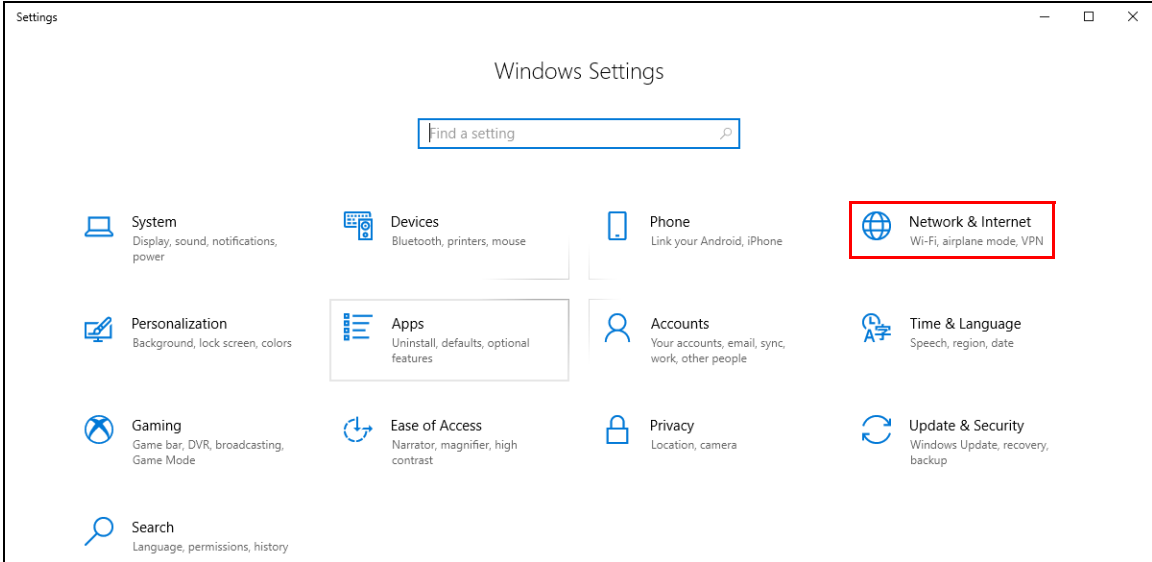 Settings
Windows Settings
Find a setting
System
Display, sound, notifications,
power
Devices
Bluetooth, printers, mouse
Phone
Link your Android, iPhone
Network & Internet
Wi-Fi, airplane mode, VPN
Personalization
Background, lock screen, colors
Apps
Uninstall, defaults, optional
features
Accounts
Your accounts, email, sync,
work, other people
Time & Language
Speech, region, date
Gaming
Game bar, DVR, broadcasting,
Game Mode
Ease of Access
Narrator, magnifier, high
contrast
Privacy
Location, camera
Update & Security
Windows Update, recovery,
backup
Search
Language, permissions, history